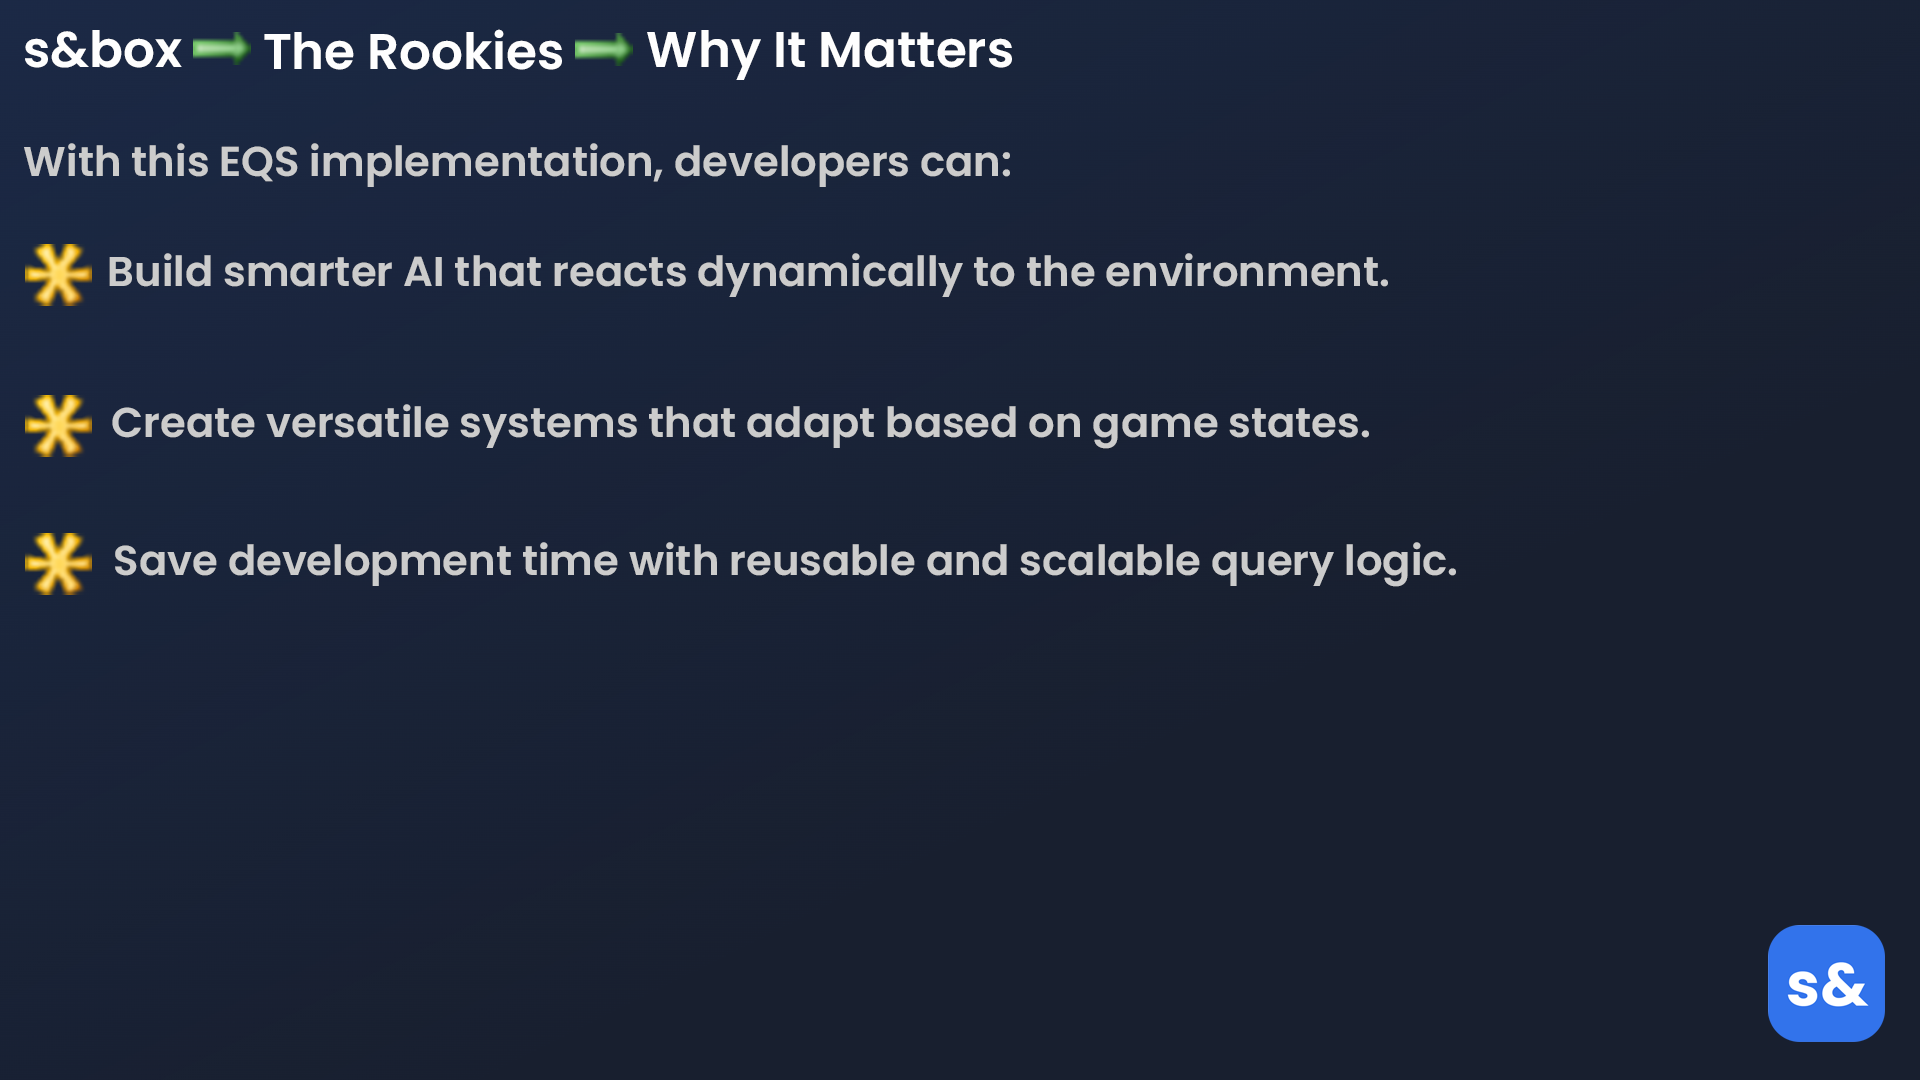 s&box The Rookies Why It Matters
With this EQS implementation, developers can:
Build smarter AI that reacts dynamically to the environment.
Create versatile systems that adapt based on game states.
Save development time with reusable and scalable query logic.
s&